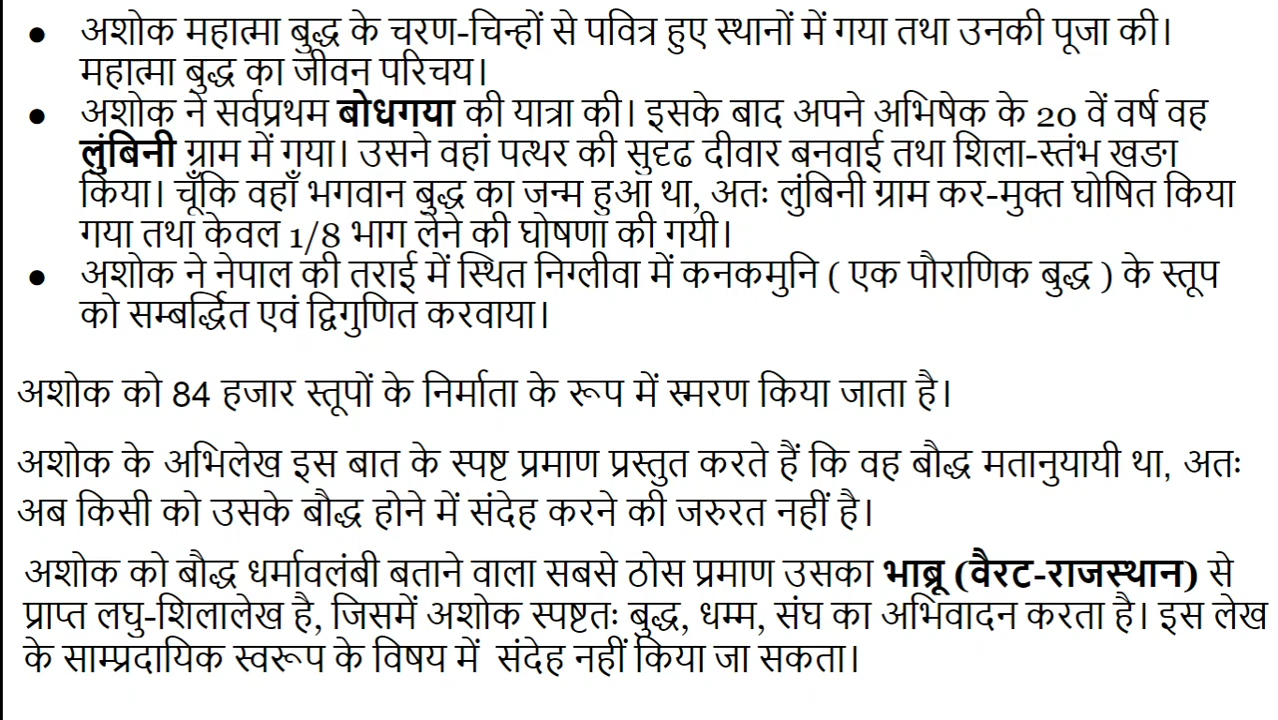 ● अशोक महात्मा बुद्ध के चरण-चिन्हों से पवित्र हुए स्थानों में गया तथा उनकी पूजा की।
महात्मा बुद्ध का जीवन परिचय।
● अशोक ने सर्वप्रथम बोधगया की यात्रा की। इसके बाद अपने अभिषेक के 20 वें वर्ष वह
लुंबिनी ग्राम में गया। उसने वहां पत्थर की सुदृढ दीवार बनवाई तथा शिला-स्तंभ खङा
किया। चूँकि वहाँ भगवान बुद्ध का जन्म हुआ था, अतः लुंबिनी ग्राम कर-मुक्त घोषित किया
गया तथा केवल 1/8 भाग लेने की घोषणा की गयी।
● अशोक ने नेपाल की तराई में स्थित निग्लीवा में कनकमुनि ( एक पौराणिक बुद्ध ) के स्तूप
को सम्बर्द्धित एवं द्विगुणित करवाया।
अशोक को 84 हजार स्तूपों के निर्माता के रूप में स्मरण किया जाता है।
अशोक के अभिलेख इस बात के स्पष्ट प्रमाण प्रस्तुत करते हैं कि वह बौद्ध मतानुयायी था, अतः
अब किसी को उसके बौद्ध होने में संदेह करने की जरुरत नहीं है।
अशोक को बौद्ध धर्मावलंबी बताने वाला सबसे ठोस प्रमाण उसका भाब्रू (वैरट-राजस्थान) से
प्राप्त लघु-शिलालेख है, जिसमें अशोक स्पष्टतः बुद्ध, धम्म, संघ का अभिवादन करता है। इस लेख
के साम्प्रदायिक स्वरूप के विषय में संदेह नहीं किया जा सकता।